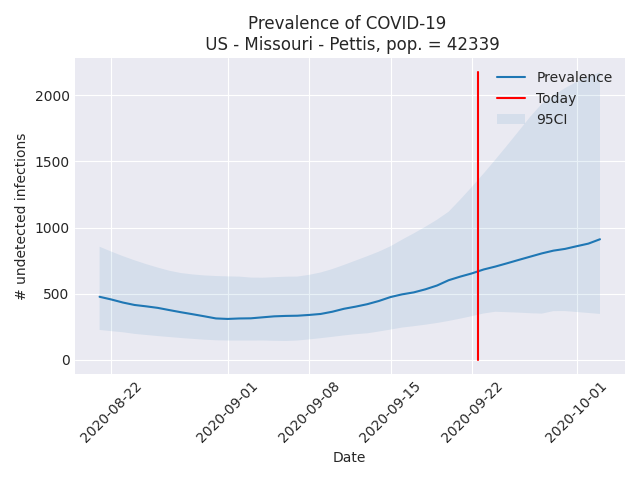 Prevalence of COVID-19
US - Missouri - Pettis, pop. = 42339
Prevalence
Today
95CI
# undetected infections
2000
1500
1000
500
0
2020-08-22
2020-09-01
2020-09-08
2020-09-15
2020-09-22
2020-10-01
Date